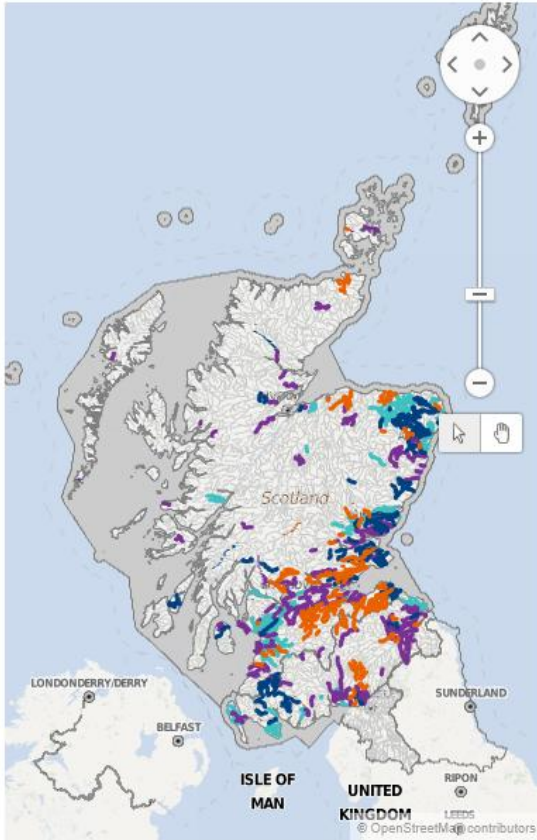 Scotland
LONDONDERRY/DERRY
BELFAST
SUNDERLAND
ISLE OF
MAN
UNITED
KINGDOM
RIPON
LEEDS
© OpenStreetMap contributors